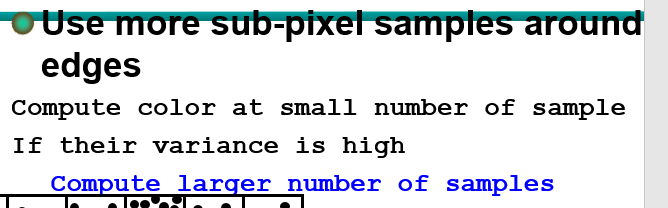 Use more sub-pixel samples around
edges
Compute color at small number of sample
If their variance is high
Compute larger number of samples